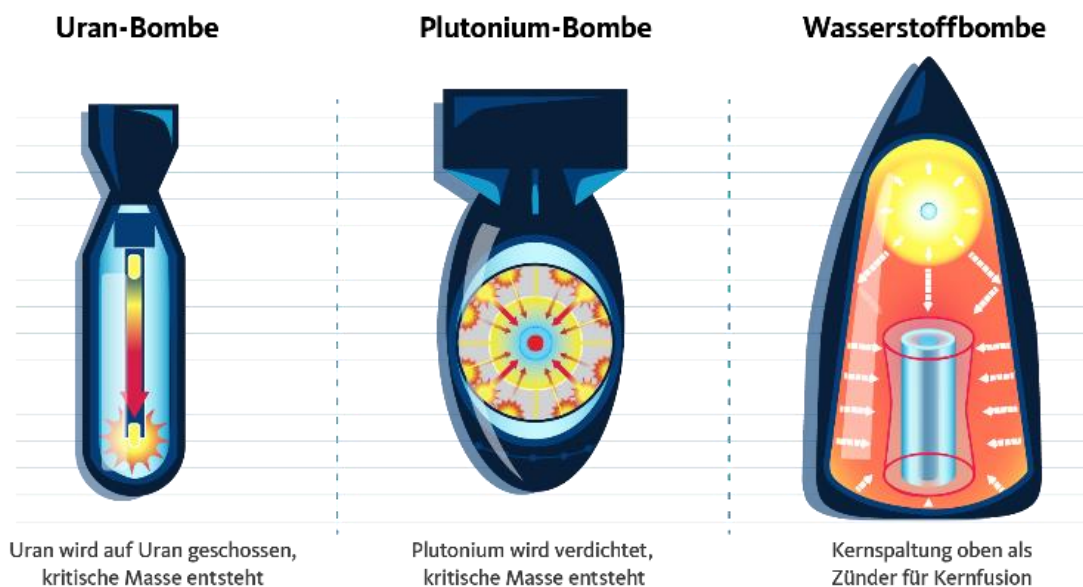 Uran-Bombe
Plutonium-Bombe
Wasserstoffbombe
Uran wird auf Uran geschossen,
kritische Masse entsteht
Plutonium wird verdichtet,
kritische Masse entsteht
Kernspaltung oben als
Zünder für Kernfusion